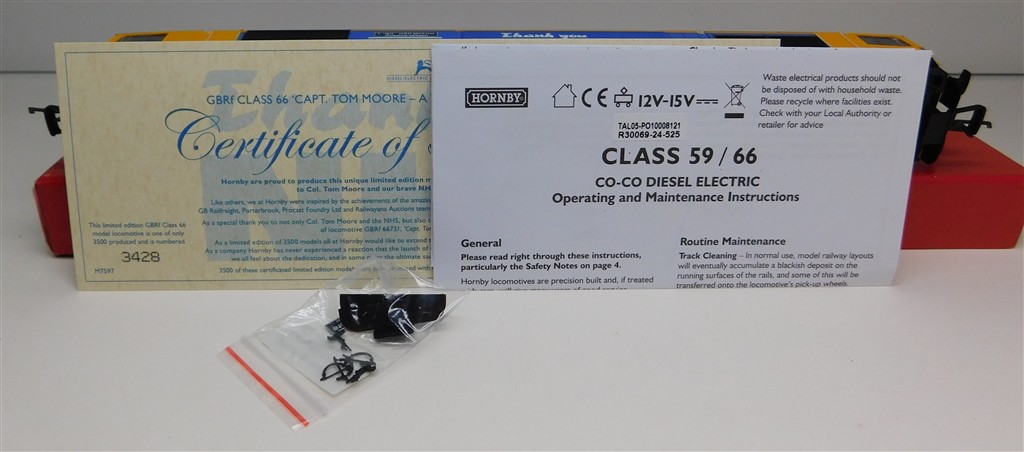 Thank you
DIESEL ELECTRIC
GBRf CLASS 66 'CAPT. TOM MOORE – A
Thank
Certificate of
Hornby are proud to produce this unique limited edition
to Col. Tom Moore and our brave NH
Like others, we at Hornby were inspired by the achievements of the amazin
GB Railfreight, Porterbrook, Procast Foundry Ltd and Railwayana Auctions team
As a special thank you to not only Col. Tom Moore and the NHS, but also
of locomotive GBRf 66731, 'Capt. To
As a limited edition of 3500 models all at Hornby would like to extend
As a company Hornby has never experienced a reaction that the launch of
we all feel about the dedication, and in some the ultimate sa
3500 of these certificated limited edition model
This limited edition GBRf Class 66
model locomotive is one of only
3500 produced and is numbered
3428
M7597
HORNBY
CE
12V-15V
TAL05-PO10008121
R30069-24-525
Waste electrical products should not
be disposed of with household waste.
Please recycle where facilities exist.
Check with your Local Authority or
retailer for advice
CLASS 59 / 66
CO-CO DIESEL ELECTRIC
Operating and Maintenance Instructions
General
Please read right through these instructions,
particularly the Safety Notes on page 4.
Hornby locomotives are precision built and, if treated
Routine Maintenance
Track Cleaning – In normal use, model railway layouts
will eventually accumulate a blackish deposit on the
running surfaces of the rails, and some of this will be
transferred onto the locomotive's pick-up wheels.